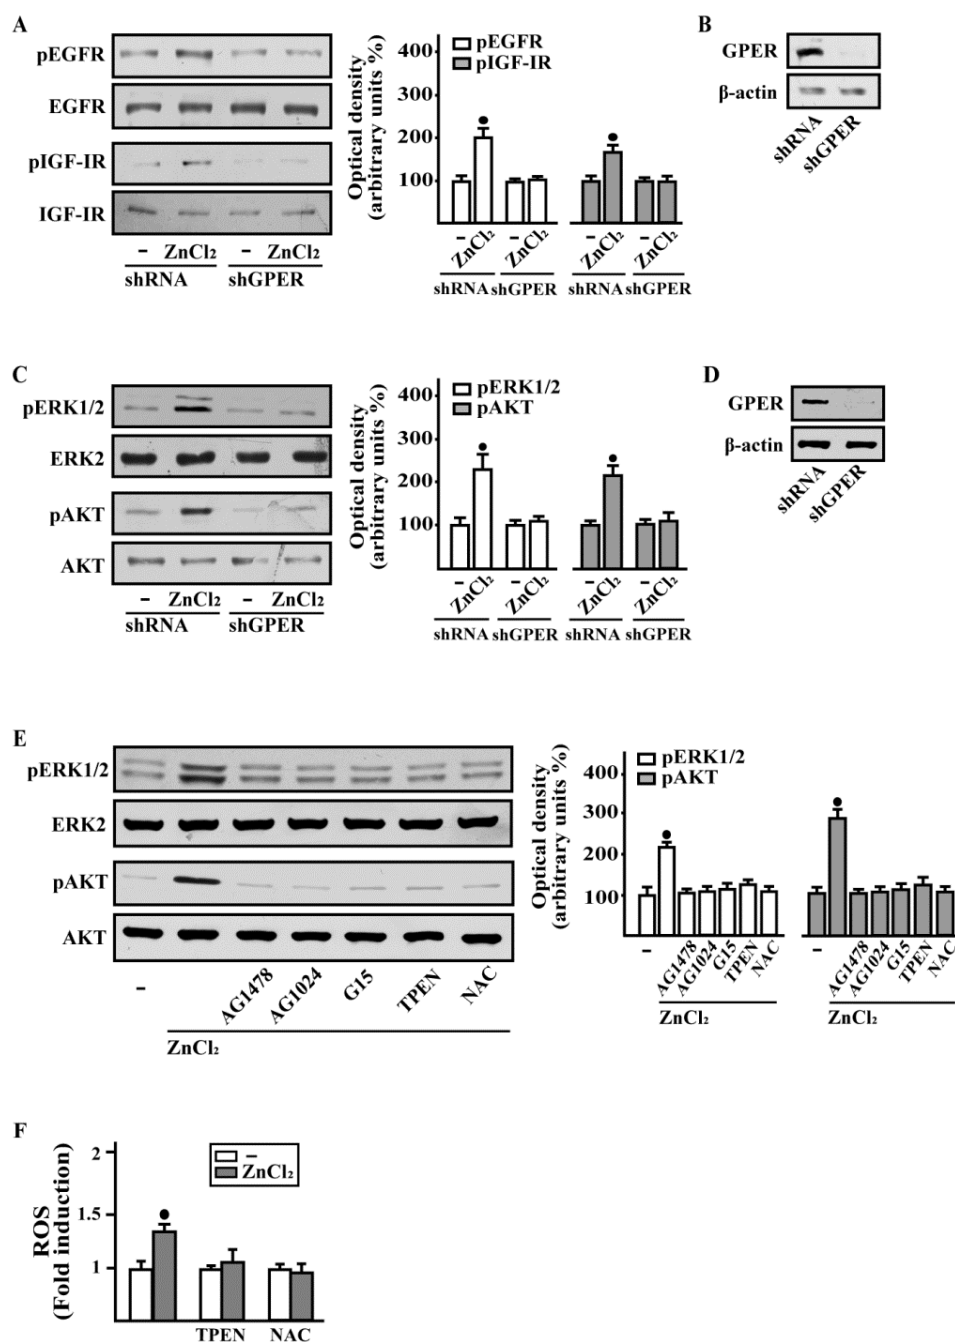 A
pEGFR
EGFR
pIGF-IR
IGF-IR
– ZnCl₂ – ZnCl₂
shRNA shGPER
Optical density
(arbitrary units %)
400
300
200
100
pEGFR
pIGF-IR
– ZnCl₂ – ZnCl₂ – ZnCl₂ – ZnCl₂
shRNA shGPER shRNA shGPER
B
GPER
β-actin
shRNA
shGPER
C
pERK1/2
ERK2
pAKT
AKT
– ZnCl₂ – ZnCl₂
shRNA shGPER
Optical density
(arbitrary units %)
400
300
200
100
pERK1/2
pAKT
– ZnCl₂ – ZnCl₂ – ZnCl₂ – ZnCl₂
shRNA shGPER shRNA shGPER
D
GPER
β-actin
shRNA
shGPER
E
pERK1/2
ERK2
pAKT
AKT
– AG1478 AG1024 G15 TPEN NAC
ZnCl₂
Optical density
(arbitrary units %)
400
300
200
100
pERK1/2
pAKT
– AG1478 AG1024 G15 TPEN NAC – AG1478 AG1024 G15 TPEN NAC
ZnCl₂ ZnCl₂
F
ROS
(Fold induction)
2
1.5
1
–
ZnCl₂
TPEN NAC